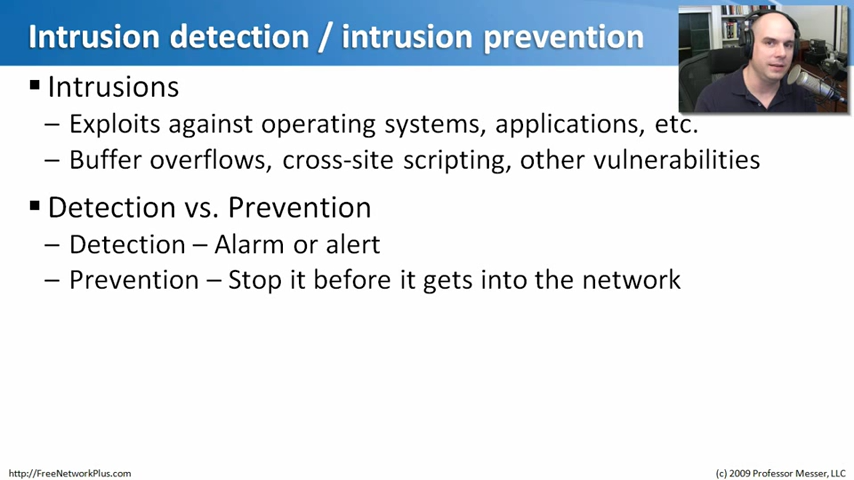 Intrusion detection / intrusion prevention
▪ Intrusions
– Exploits against operating systems, applications, etc.
– Buffer overflows, cross-site scripting, other vulnerabilities
▪ Detection vs. Prevention
– Detection – Alarm or alert
– Prevention – Stop it before it gets into the network
http://FreeNetworkPlus.com
(c) 2009 Professor Messer, LLC